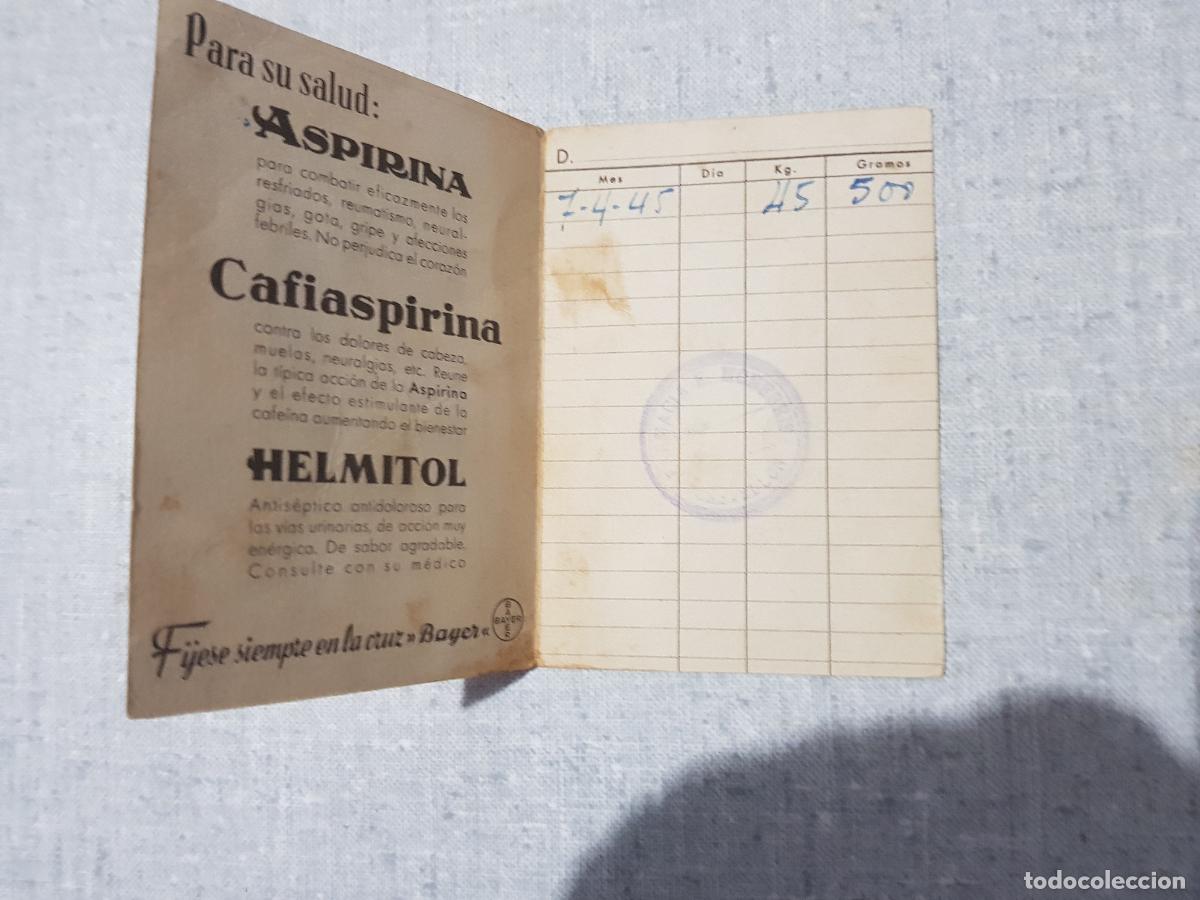 Para su salud:
ASPIRINA
para combatir eficazmente los
resfriados, reumatismo, neural-
gias, gota, gripe y afecciones
febriles. No perjudica el corazón
Cafiaspirina
contra los dolores de cabeza,
muelas, neuralgias, etc. Reune
la típica acción de la Aspirina
y el efecto estimulante de la
cafeína aumentando el bienestar
HELMITOL
Antiséptico antidoloroso para
las vías urinarias, de acción muy
enérgica. De sabor agradable.
Consulte con su médico
Fíjese siempre en la cruz » Bayer «
BAYER
BAYER
D.
Mes Día Kg. Gramos
7-4-45 45 500
todocoleccion